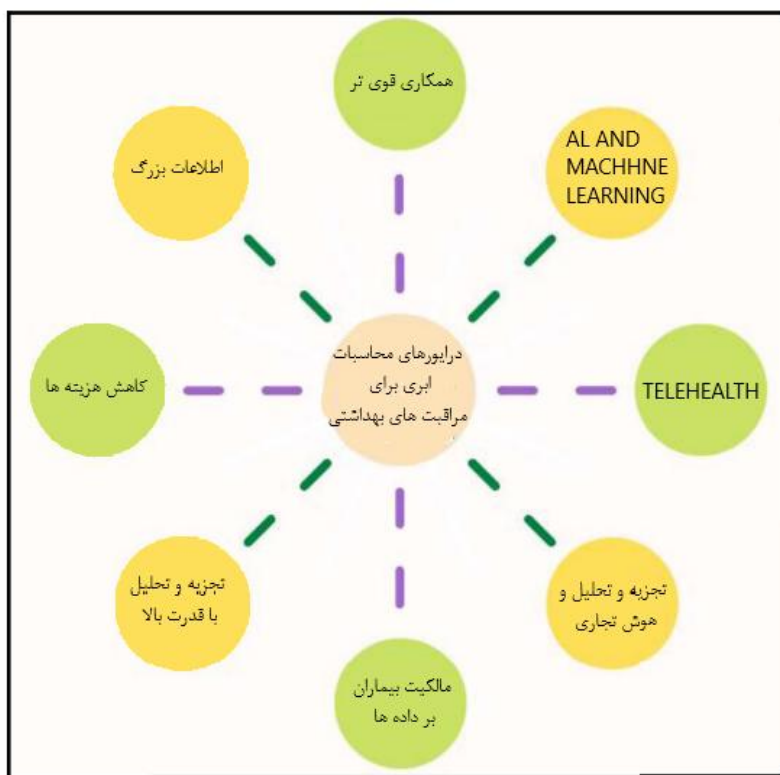 همکاری قوی تر
AL AND
MACHHNE
LEARNING
اطلاعات بزرگ
درایورهای محاسبات
ابری برای
مراقبت های بهداشتی
TELEHEALTH
کاهش هزینه ها
تجزیه و تحلیل و
هوش تجاری
تجزیه و تحلیل
با قدرت بالا
مالکیت بیماران
بر داده ها